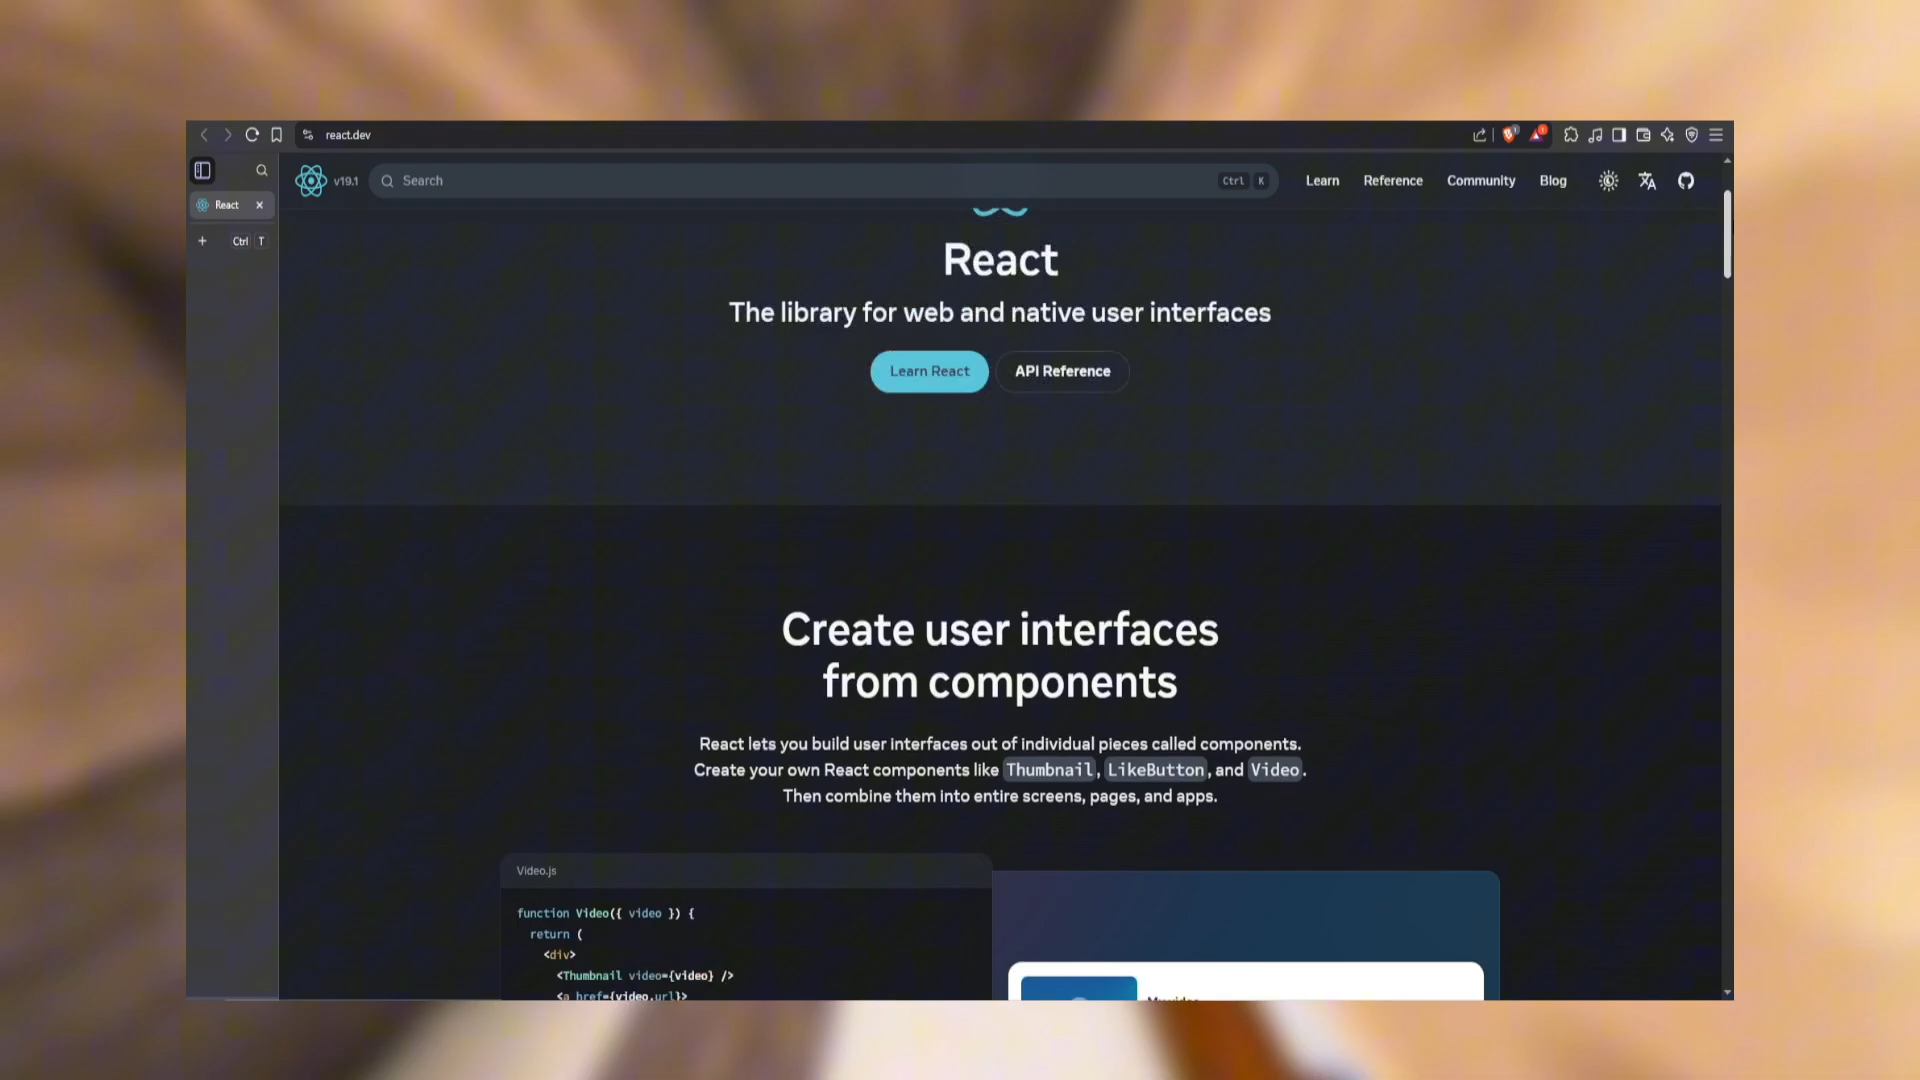 react.dev
React
Ctrl T
v19.1
Search
Ctrl K
Learn
Reference
Community
Blog
React
The library for web and native user interfaces
Learn React
API Reference
Create user interfaces
from components
React lets you build user interfaces out of individual pieces called components.
Create your own React components like Thumbnail, LikeButton, and Video.
Then combine them into entire screens, pages, and apps.
Video.js
function Video({ video }) {
return (
<div>
<Thumbnail video={video} />
<a href={video.url}>